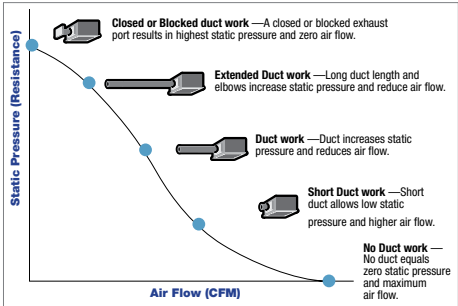 Closed or Blocked duct work —A closed or blocked exhaust
port results in highest static pressure and zero air flow.
Extended Duct work —Long duct length and
elbows increase static pressure and reduce air flow.
Duct work —Duct increases static
pressure and reduces air flow.
Short Duct work —Short
duct allows low static
pressure and higher air flow.
No Duct work —
No duct equals
zero static pressure
and maximum
air flow.
Static Pressure (Resistance)
Air Flow (CFM)